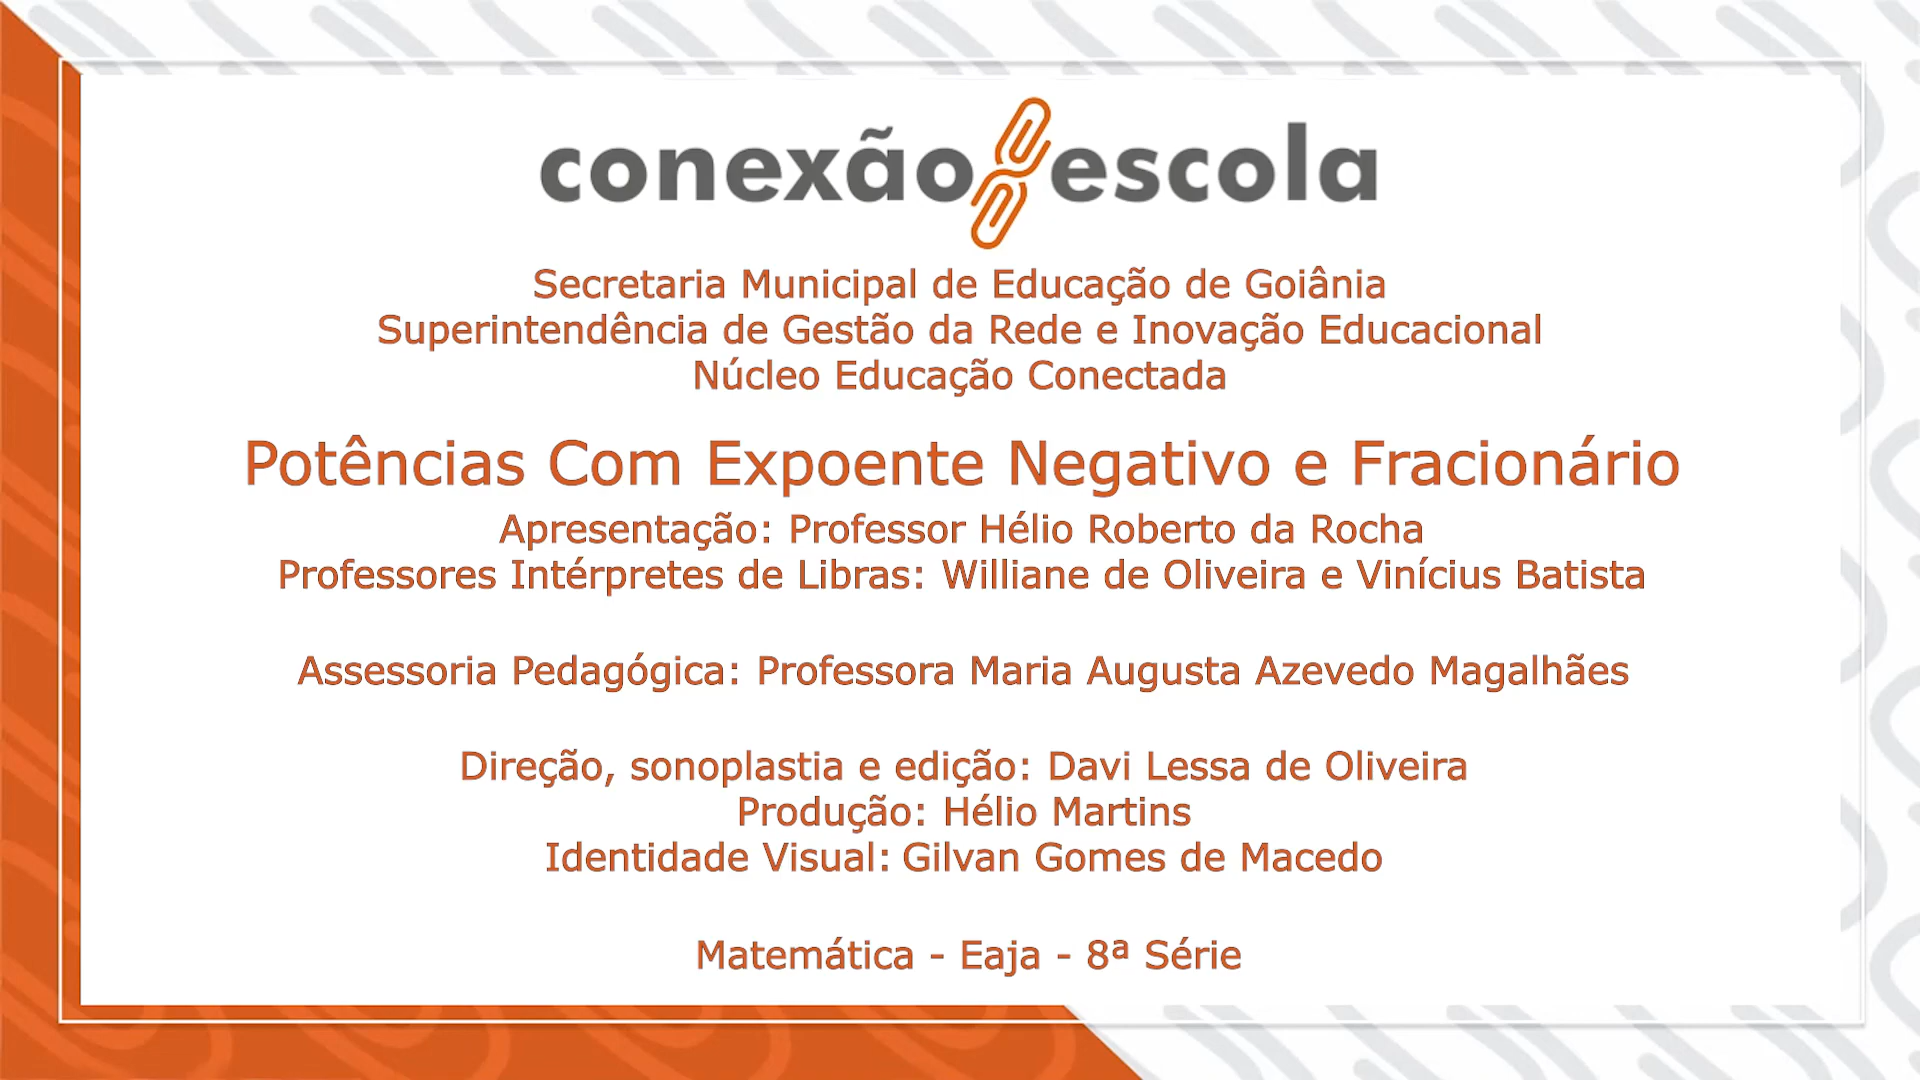 conexão escola
Secretaria Municipal de Educação de Goiânia
Superintendência de Gestão da Rede e Inovação Educacional
Núcleo Educação Conectada
Potências Com Expoente Negativo e Fracionário
Apresentação: Professor Hélio Roberto da Rocha
Professores Intérpretes de Libras: Williane de Oliveira e Vinícius Batista
Assessoria Pedagógica: Professora Maria Augusta Azevedo Magalhães
Direção, sonoplastia e edição: Davi Lessa de Oliveira
Produção: Hélio Martins
Identidade Visual: Gilvan Gomes de Macedo
Matemática - Eaja - 8ª Série